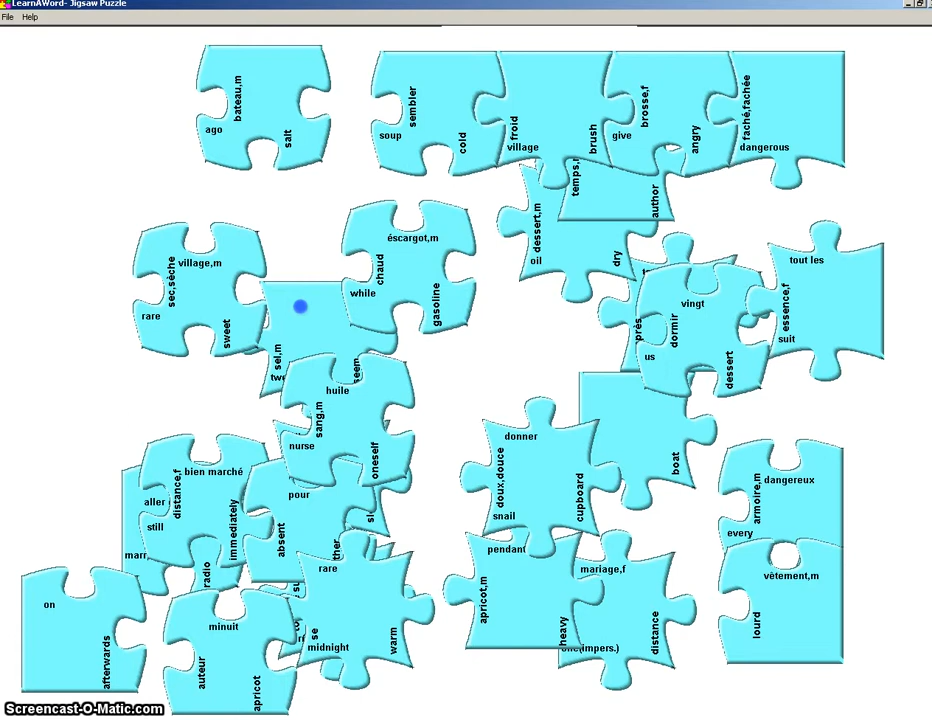 LearnAWord- Jigsaw Puzzle
File Help
bateau,m
ago
salt
sembler
soup
cold
froid
village
brush
brosse,f
give
angry
faché,fachée
dangerous
author
dessert,m
oil
dry
éscargot,m
chaud
while
gasoline
village,m
sec,sèche
rare
sweet
sel,m
seem
huile
sang,m
nurse
oneself
vingt
près
dormir
us
dessert
tout les
essence,f
suit
boat
donner
doux,douce
cupboard
snail
dangereux
armoire,m
every
bien marché
distance,f
aller
still
immediately
radio
pour
absent
rare
se
midnight
warm
pendant
apricot,m
heavy
mariage,f
distance
vètement,m
lourd
on
afterwards
minuit
auteur
apricot
Screencast-O-Matic.com